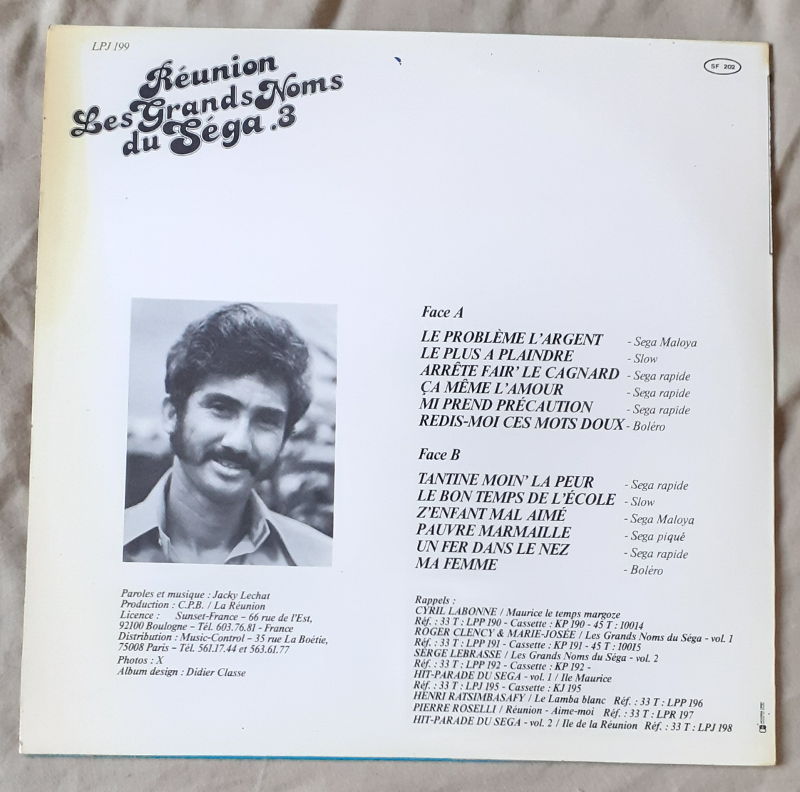 LPJ 199
SF 202
Réunion
Les Grands Noms
du Séga .3
Face A
LE PROBLÈME L'ARGENT - Sega Maloya
LE PLUS A PLAINDRE - Slow
ARRÊTE FAIR' LE CAGNARD - Sega rapide
ÇA MÊME L'AMOUR - Sega rapide
MI PREND PRÉCAUTION - Sega rapide
REDIS-MOI CES MOTS DOUX - Boléro
Face B
TANTINE MOIN' LA PEUR - Sega rapide
LE BON TEMPS DE L'ÉCOLE - Slow
Z'ENFANT MAL AIMÉ - Sega Maloya
PAUVRE MARMAILLE - Sega piqué
UN FER DANS LE NEZ - Sega rapide
MA FEMME - Boléro
Paroles et musique : Jacky Lechat
Production : C.P.B. / La Réunion
Licence : Sunset-France – 66 rue de l'Est,
92100 Boulogne – Tél. 603.76.81 - France
Distribution : Music-Control – 35 rue La Boëtie,
75008 Paris – Tél. 561.17.44 et 563.61.77
Photos : X
Album design : Didier Classe
Rappels :
CYRIL LABONNE / Maurice le temps margoze
Réf. : 33 T : LPP 190 - Cassette : KP 190 - 45 T : 10014
ROGER CLENCY & MARIE-JOSÉE / Les Grands Noms du Séga - vol. 1
Réf. : 33 T : LPP 191 - Cassette : KP 191 - 45 T : 10015
SERGE LEBRASSE / Les Grands Noms du Séga - vol. 2
Réf. : 33 T : LPP 192 - Cassette : KP 192 -
HIT-PARADE DU SEGA - vol. 1 / Ile Maurice
Réf. : 33 T : LPJ 195 - Cassette : KJ 195
HENRI RATSIMBASAFY / Le Lamba blanc Réf. : 33 T : LPP 196
PIERRE ROSELLI / Réunion - Aime-moi Réf. : 33 T : LPR 197
HIT-PARADE DU SEGA - vol. 2 / Ile de la Réunion Réf. : 33 T : LPJ 198